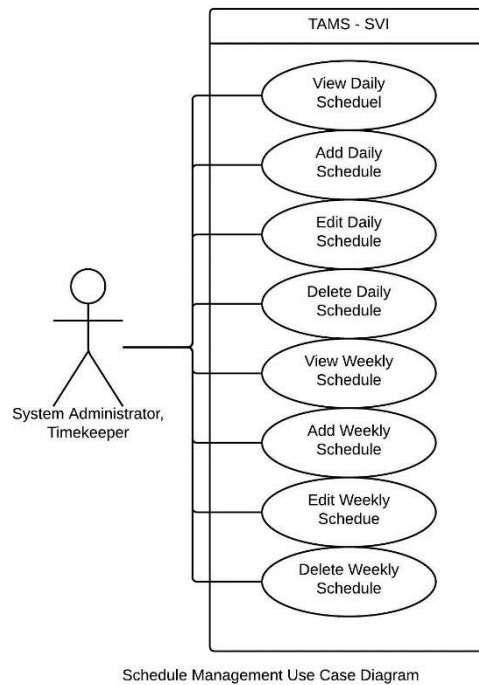 TAMS - SVI
View Daily
Scheduel
Add Daily
Schedule
Edit Daily
Schedule
Delete Daily
Schedule
View Weekly
Schedule
Add Weekly
Schedule
Edit Weekly
Schedue
Delete Weekly
Schedule
System Administrator,
Timekeeper
Schedule Management Use Case Diagram